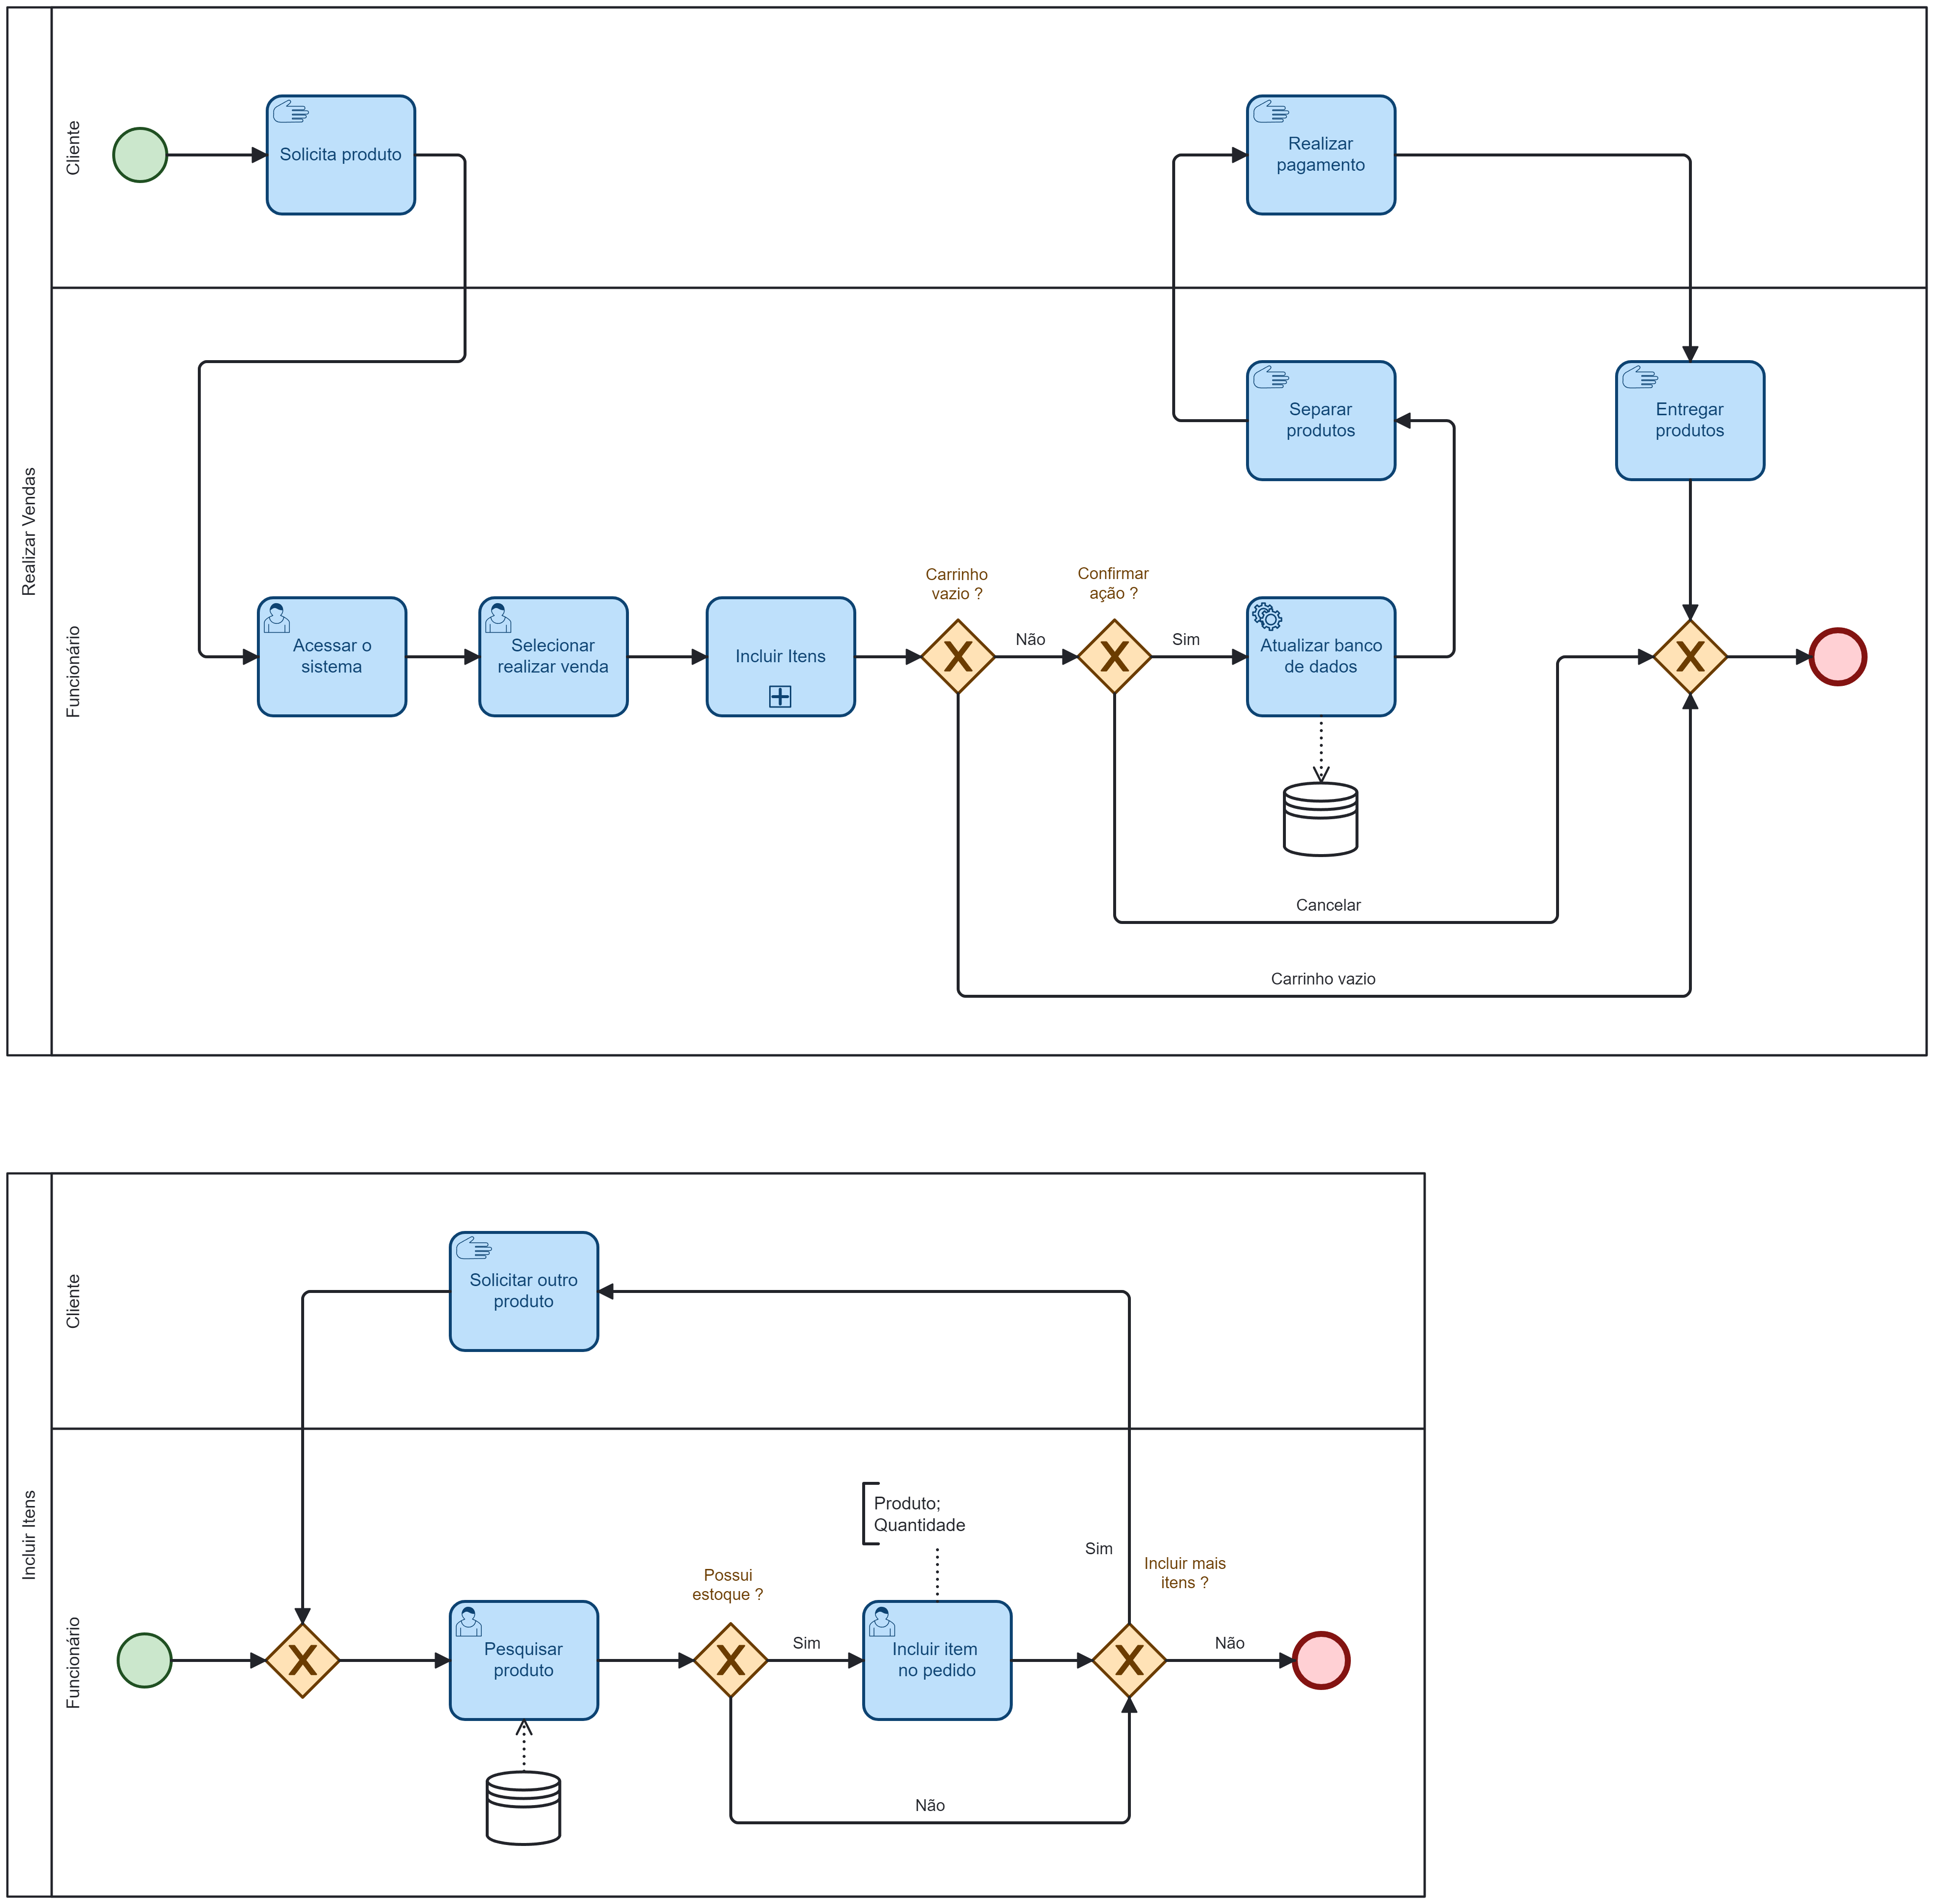 Realizar Vendas
Cliente
Solicita produto
Realizar
pagamento
Funcionário
Separar
produtos
Entregar
produtos
Acessar o
sistema
Selecionar
realizar venda
Incluir Itens
Carrinho
vazio ?
Não
Confirmar
ação ?
Sim
Atualizar banco
de dados
Cancelar
Carrinho vazio
Incluir Itens
Cliente
Solicitar outro
produto
Funcionário
Produto;
Quantidade
Pesquisar
produto
Possui
estoque ?
Sim
Incluir item
no pedido
Sim
Incluir mais
itens ?
Não
Não